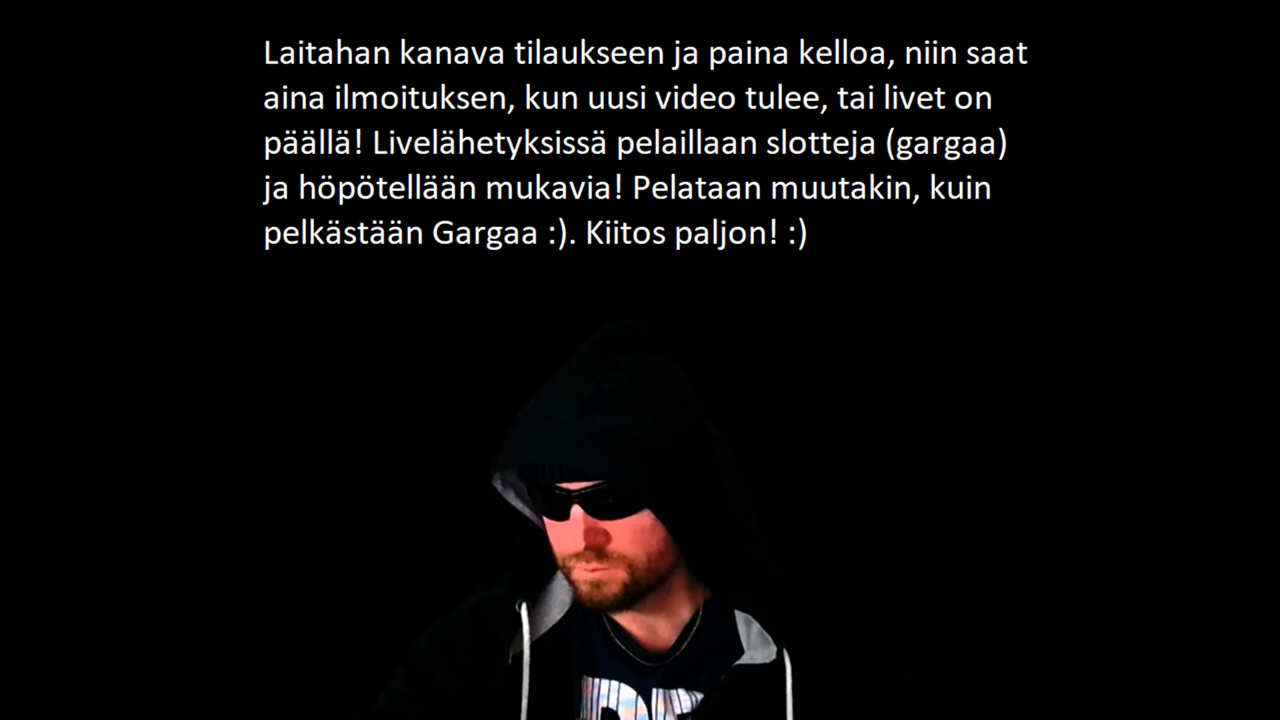 Laitahan kanava tilaukseen ja paina kelloa, niin saat
aina ilmoituksen, kun uusi video tulee, tai livet on
päällä! Livelähetyksissä pelaillaan slotteja (gargaa)
ja höpötellään mukavia! Pelataan muutakin, kuin
pelkästään Gargaa :). Kiitos paljon! :)